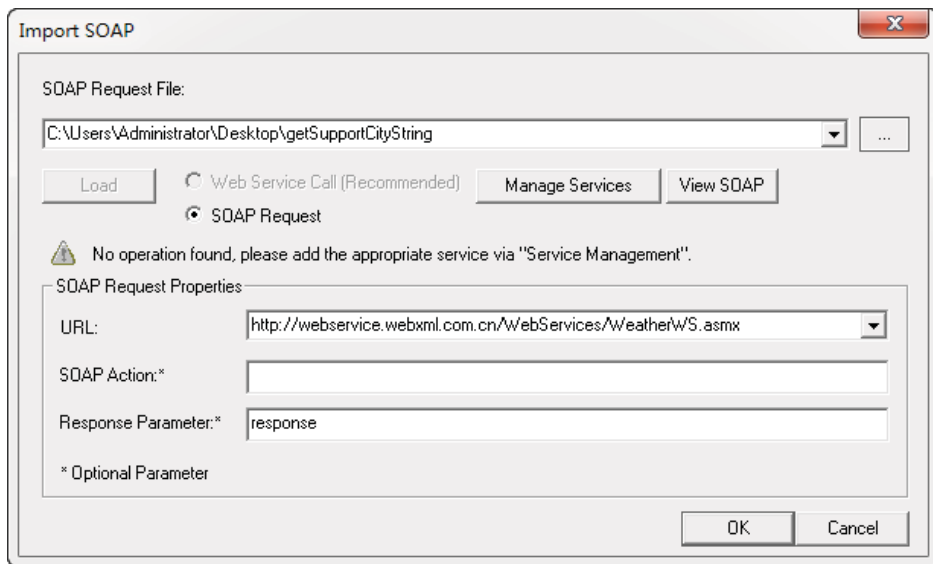 Import SOAP
SOAP Request File:
C:\Users\Administrator\Desktop\getSupportCityString
...
Load
Web Service Call (Recommended)
Manage Services
View SOAP
SOAP Request
No operation found, please add the appropriate service via "Service Management".
SOAP Request Properties
URL:
http://webservice.webxml.com.cn/WebServices/WeatherWS.asmx
SOAP Action:*
Response Parameter:*
response
* Optional Parameter
OK
Cancel